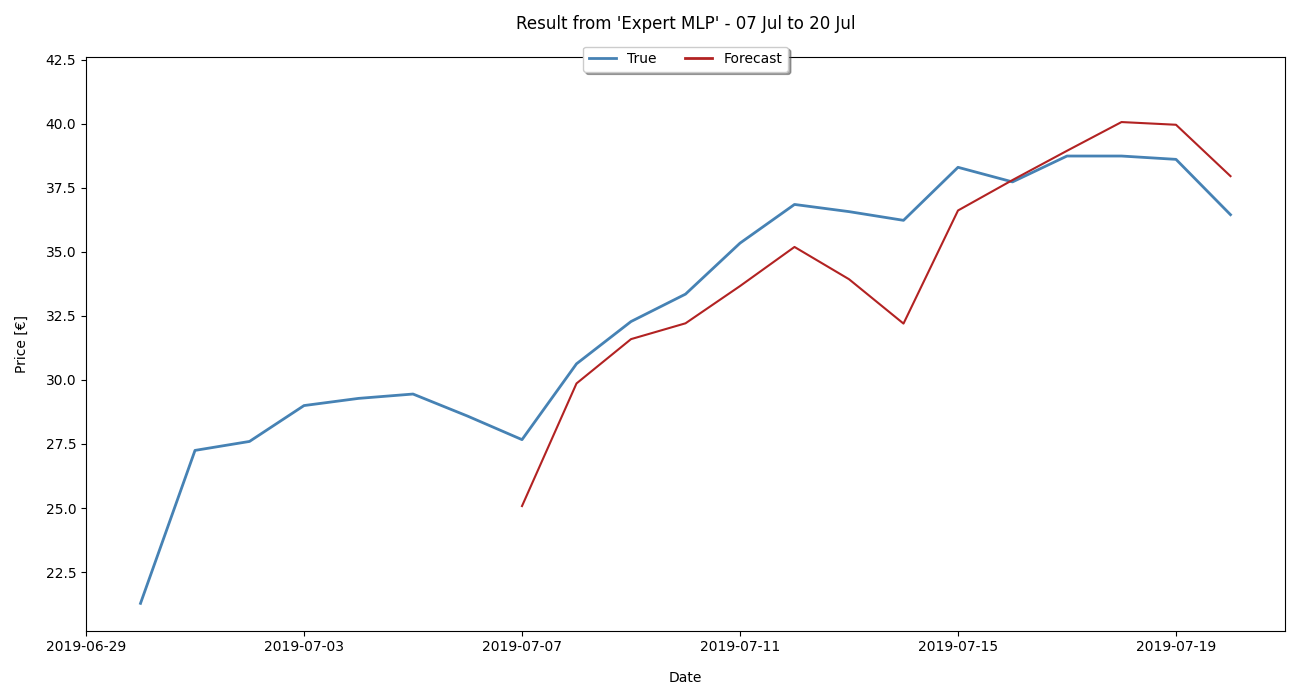 Result from 'Expert MLP' - 07 Jul to 20 Jul
True Forecast
42.5
40.0
37.5
35.0
32.5
30.0
27.5
25.0
22.5
Price [€]
2019-06-29 2019-07-03 2019-07-07 2019-07-11 2019-07-15 2019-07-19
Date